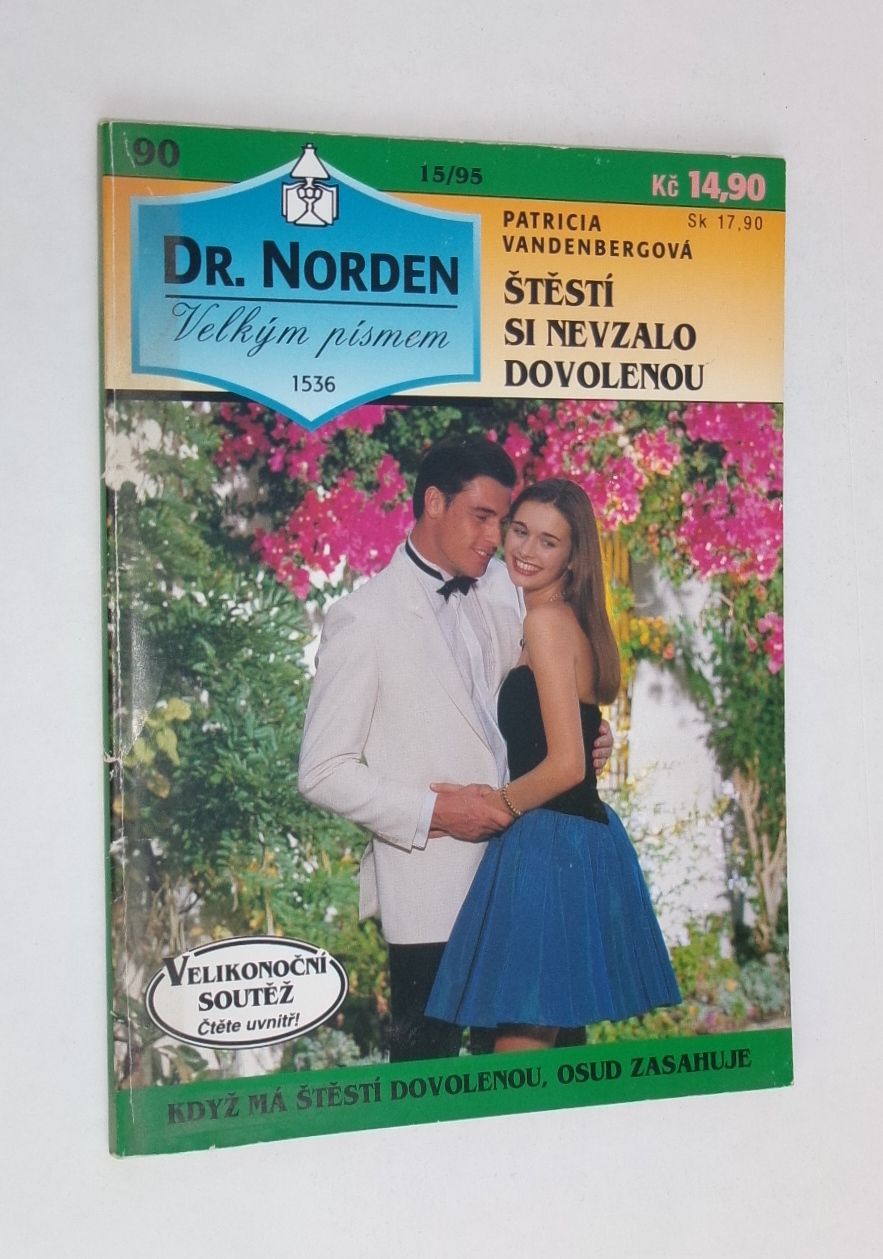 90
15/95
Kč 14,90
Sk 17,90
DR. NORDEN
Velkým písmem
1536
PATRICIA
VANDENBERGOVÁ
ŠTĚSTÍ
SI NEVZALO
DOVOLENOU
VELIKONOČNÍ
SOUTĚŽ
Čtěte uvnitř!
KDYŽ MÁ ŠTĚSTÍ DOVOLENOU, OSUD ZASAHUJE